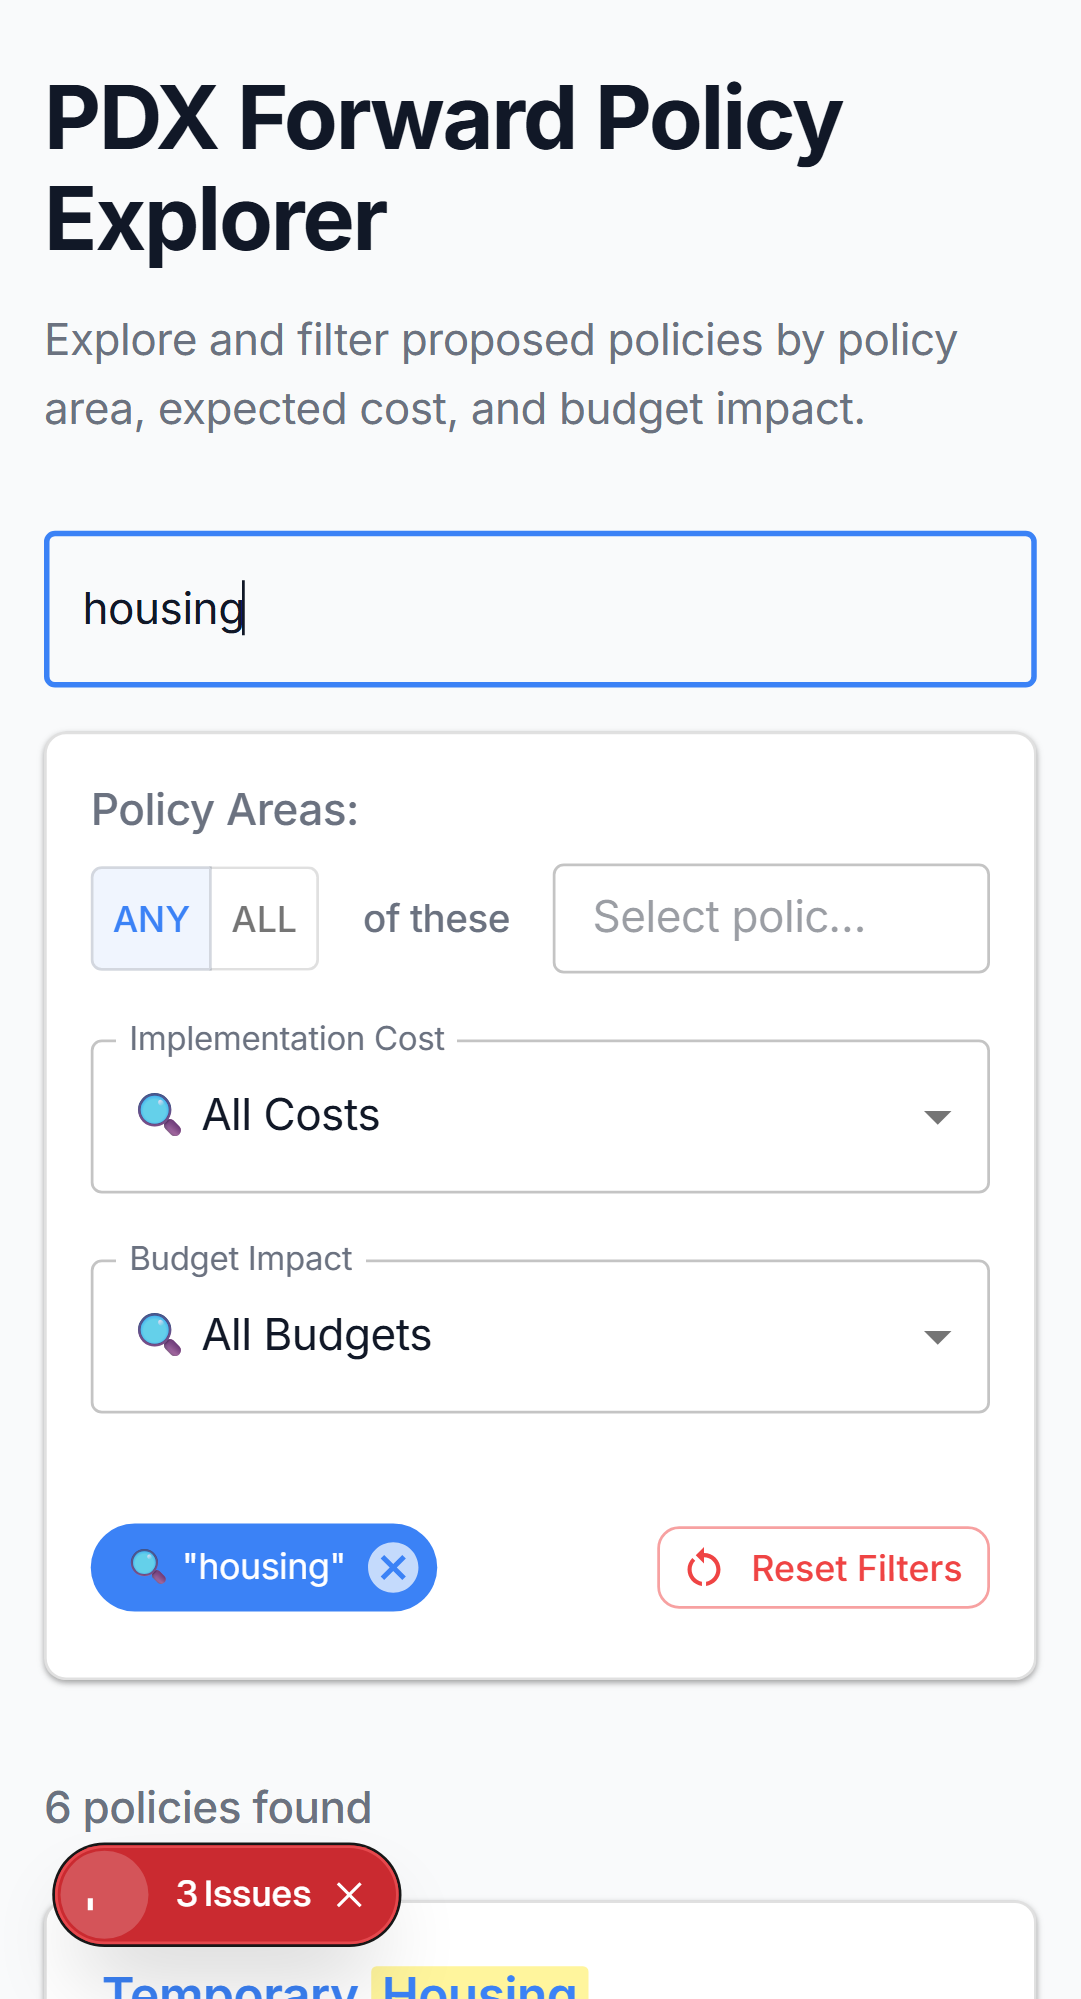 PDX Forward Policy
Explorer
Explore and filter proposed policies by policy
area, expected cost, and budget impact.
housing
Policy Areas:
ANY ALL of these Select polic...
Implementation Cost
All Costs
Budget Impact
All Budgets
"housing" Reset Filters
6 policies found
3 Issues
Temporary Housing